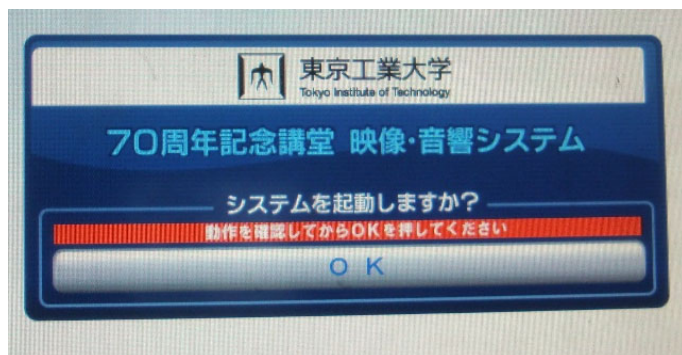 東京工業大学
Tokyo Institute of Technology
70周年記念講堂 映像・音響システム
システムを起動しますか?
動作を確認してからOKを押してください
OK